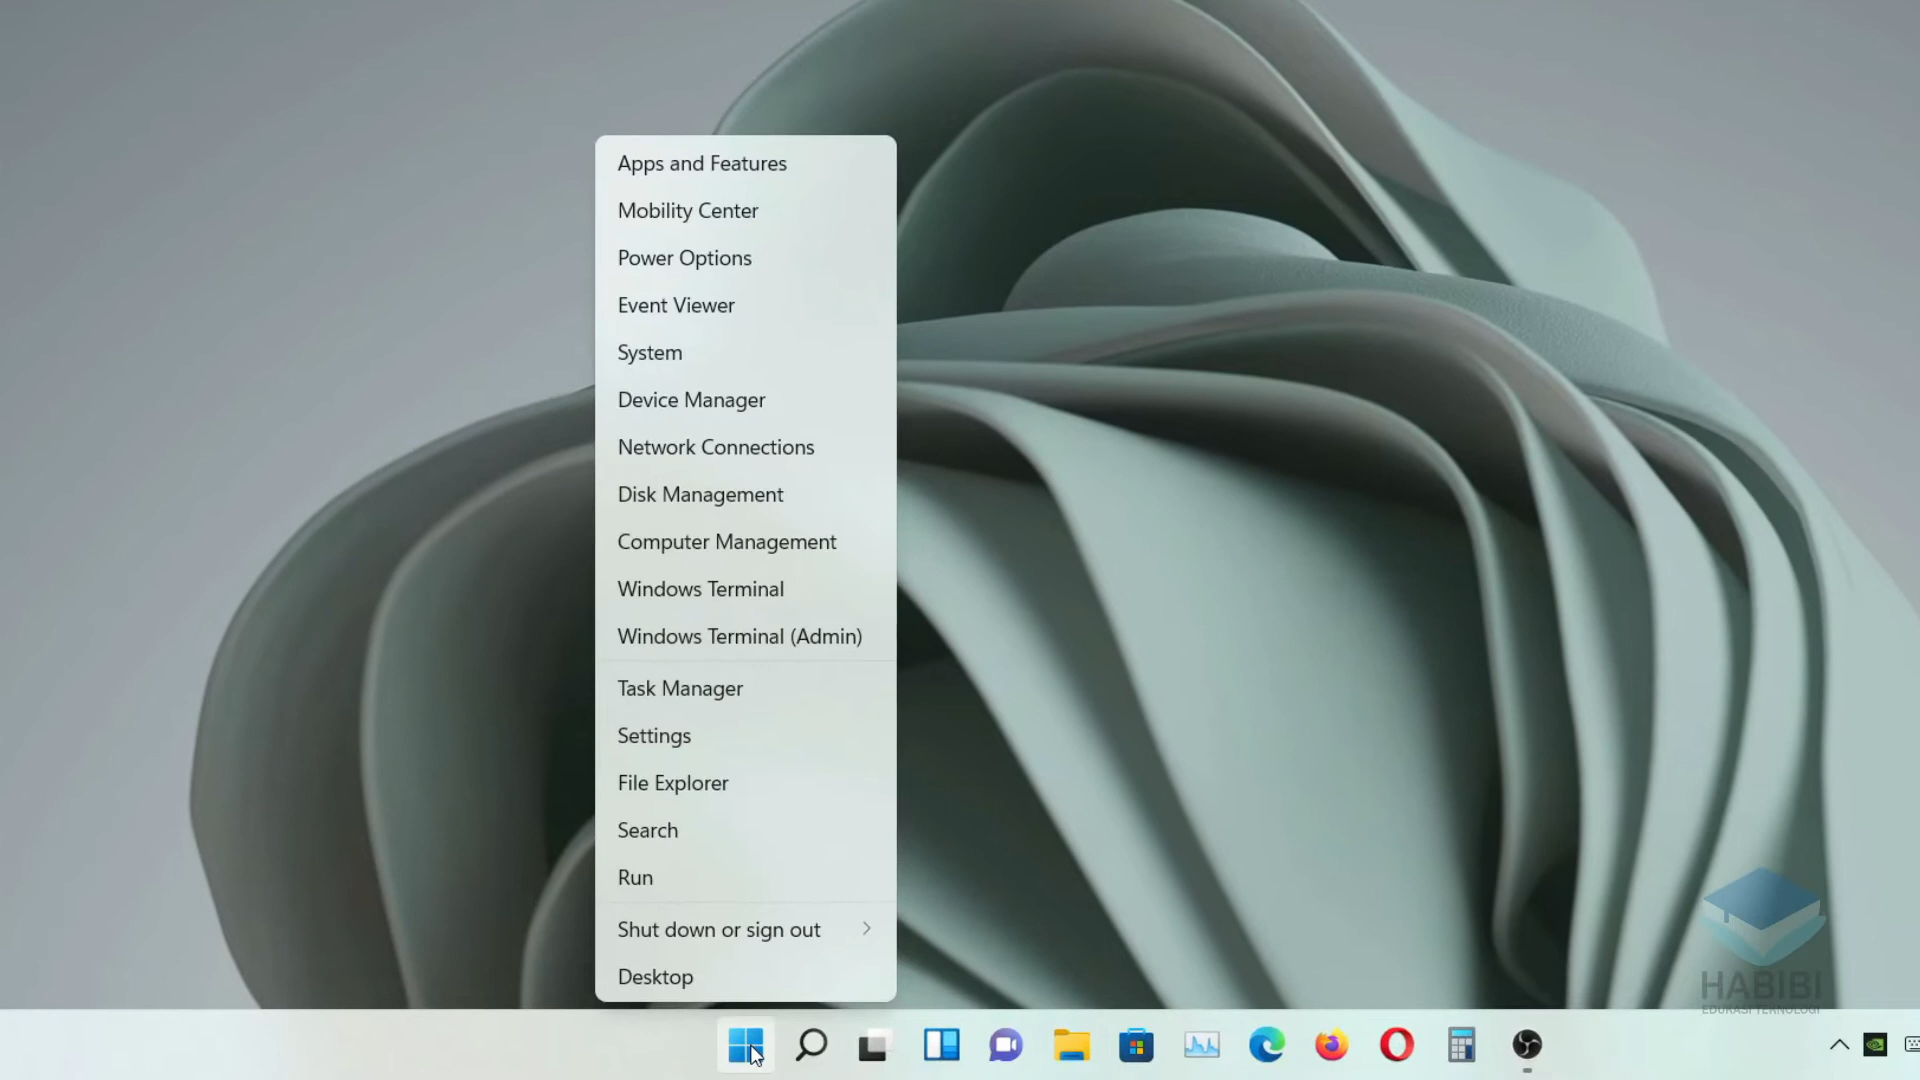 Apps and Features
Mobility Center
Power Options
Event Viewer
System
Device Manager
Network Connections
Disk Management
Computer Management
Windows Terminal
Windows Terminal (Admin)
Task Manager
Settings
File Explorer
Search
Run
Shut down or sign out
Desktop
HABIBI
EDUKASI TEKNOLOGI